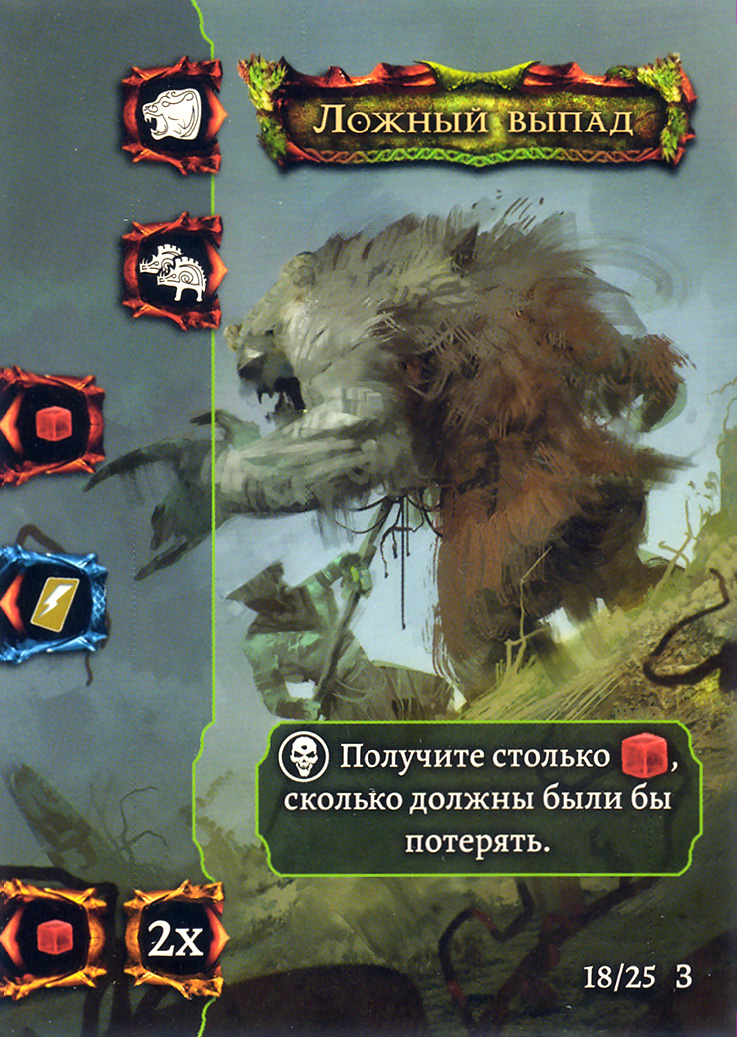 Ложный выпад
Получите столько ,
сколько должны были бы
потерять.
2x
18/25 3